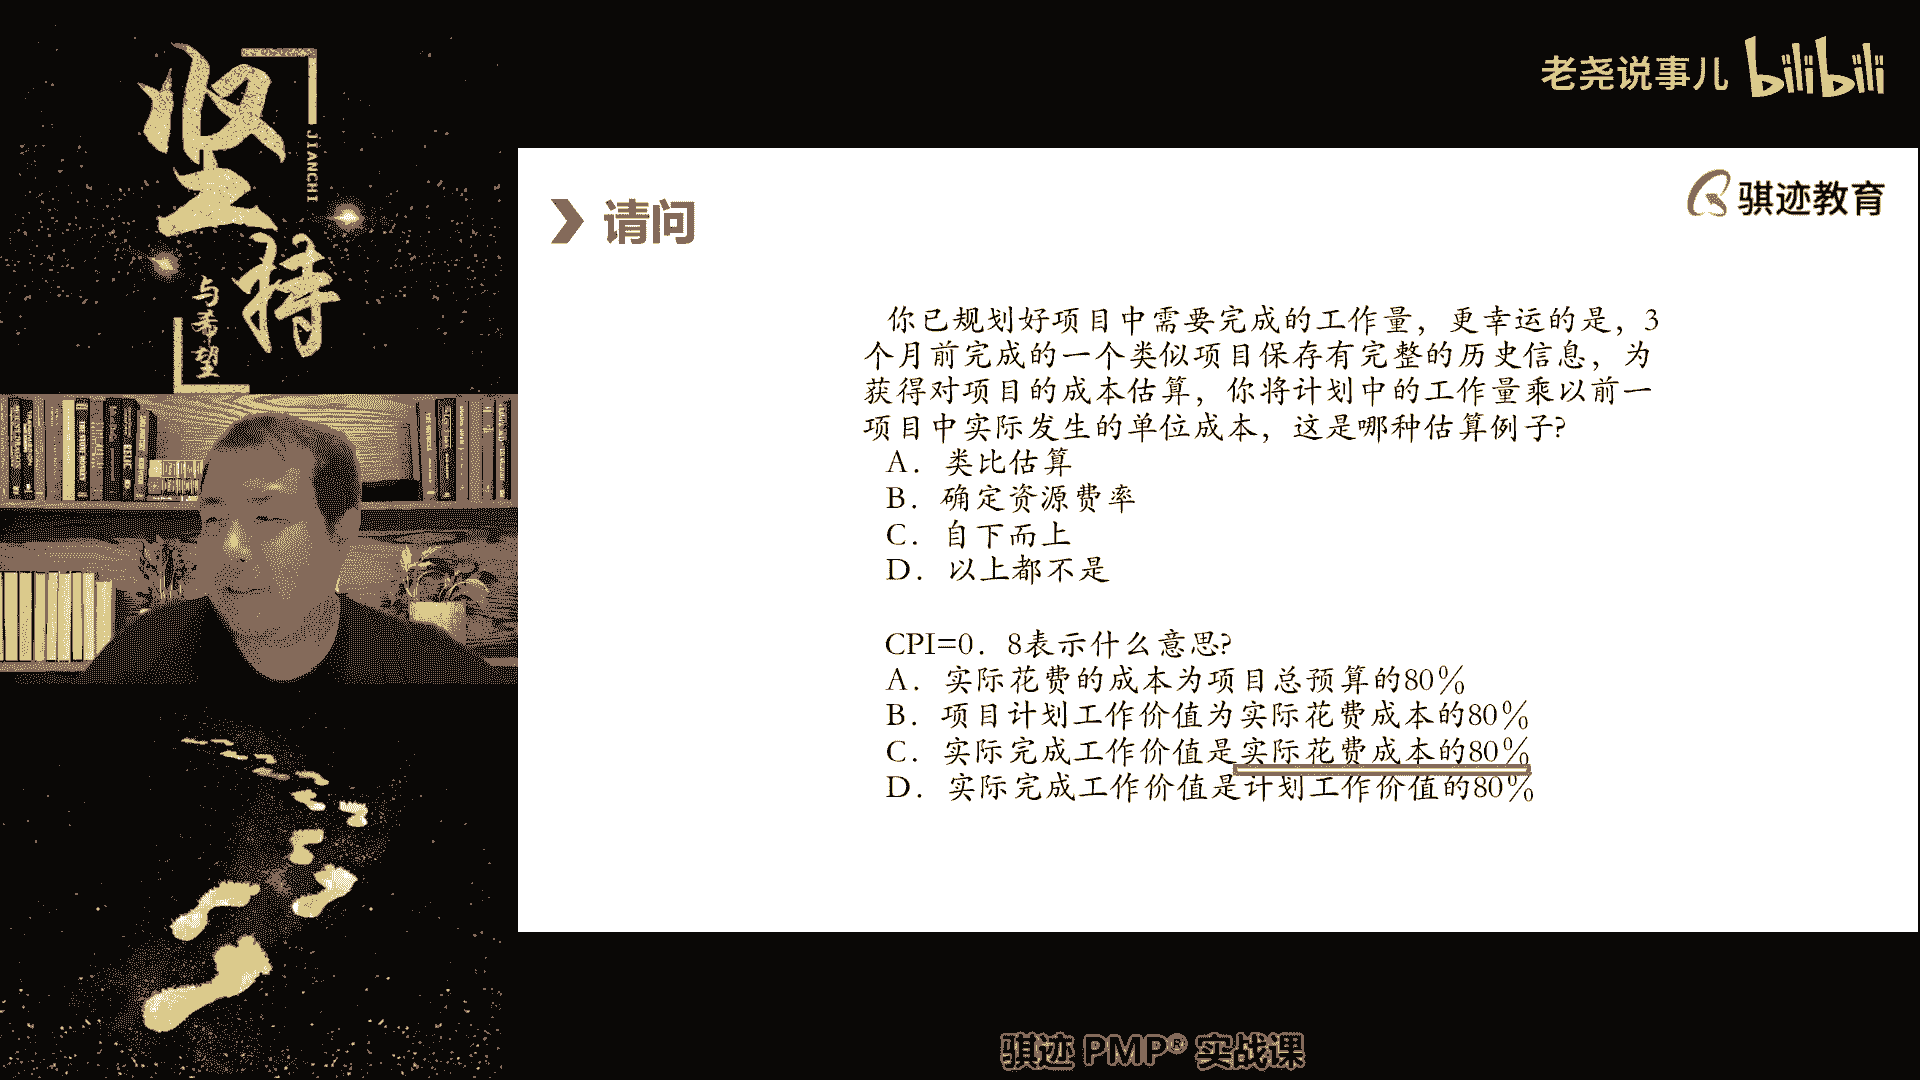 坚持
JIANCHI
与希望
老尧说事儿 bilibili
骐迹教育
请问
你已规划好项目中需要完成的工作量，更幸运的是，3
个月前完成的一个类似项目保存有完整的历史信息，为
获得对项目的成本估算，你将计划中的工作量乘以前一
项目中实际发生的单位成本，这是哪种估算例子?
A．类比估算
B．确定资源费率
C．自下而上
D．以上都不是
CPI=0．8表示什么意思?
A．实际花费的成本为项目总预算的80%
B．项目计划工作价值为实际花费成本的80%
C．实际完成工作价值是实际花费成本的80%
D．实际完成工作价值是计划工作价值的80%
骐迹 PMP® 实战课